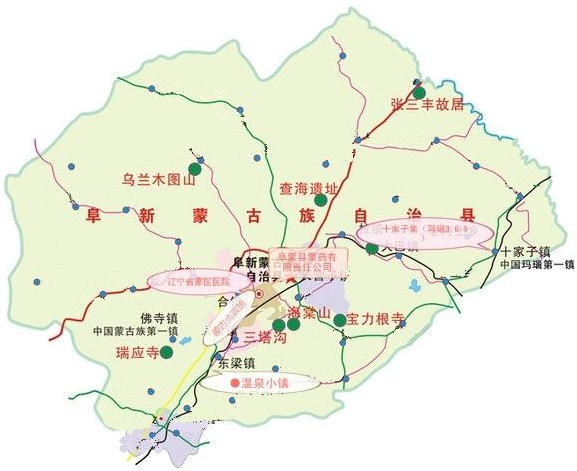 张三丰故居
乌兰木图山
查海遗址
阜新蒙古族自治县
十家子镇
中国玛瑙第一镇
阜蒙县蒙药有
限责任公司
阜新蒙
自治
辽宁省蒙医医院
大巴镇
佛寺镇
中国蒙古族第一镇
瑞应寺
海棠山
三塔沟
宝力根寺
东梁镇
温泉小镇